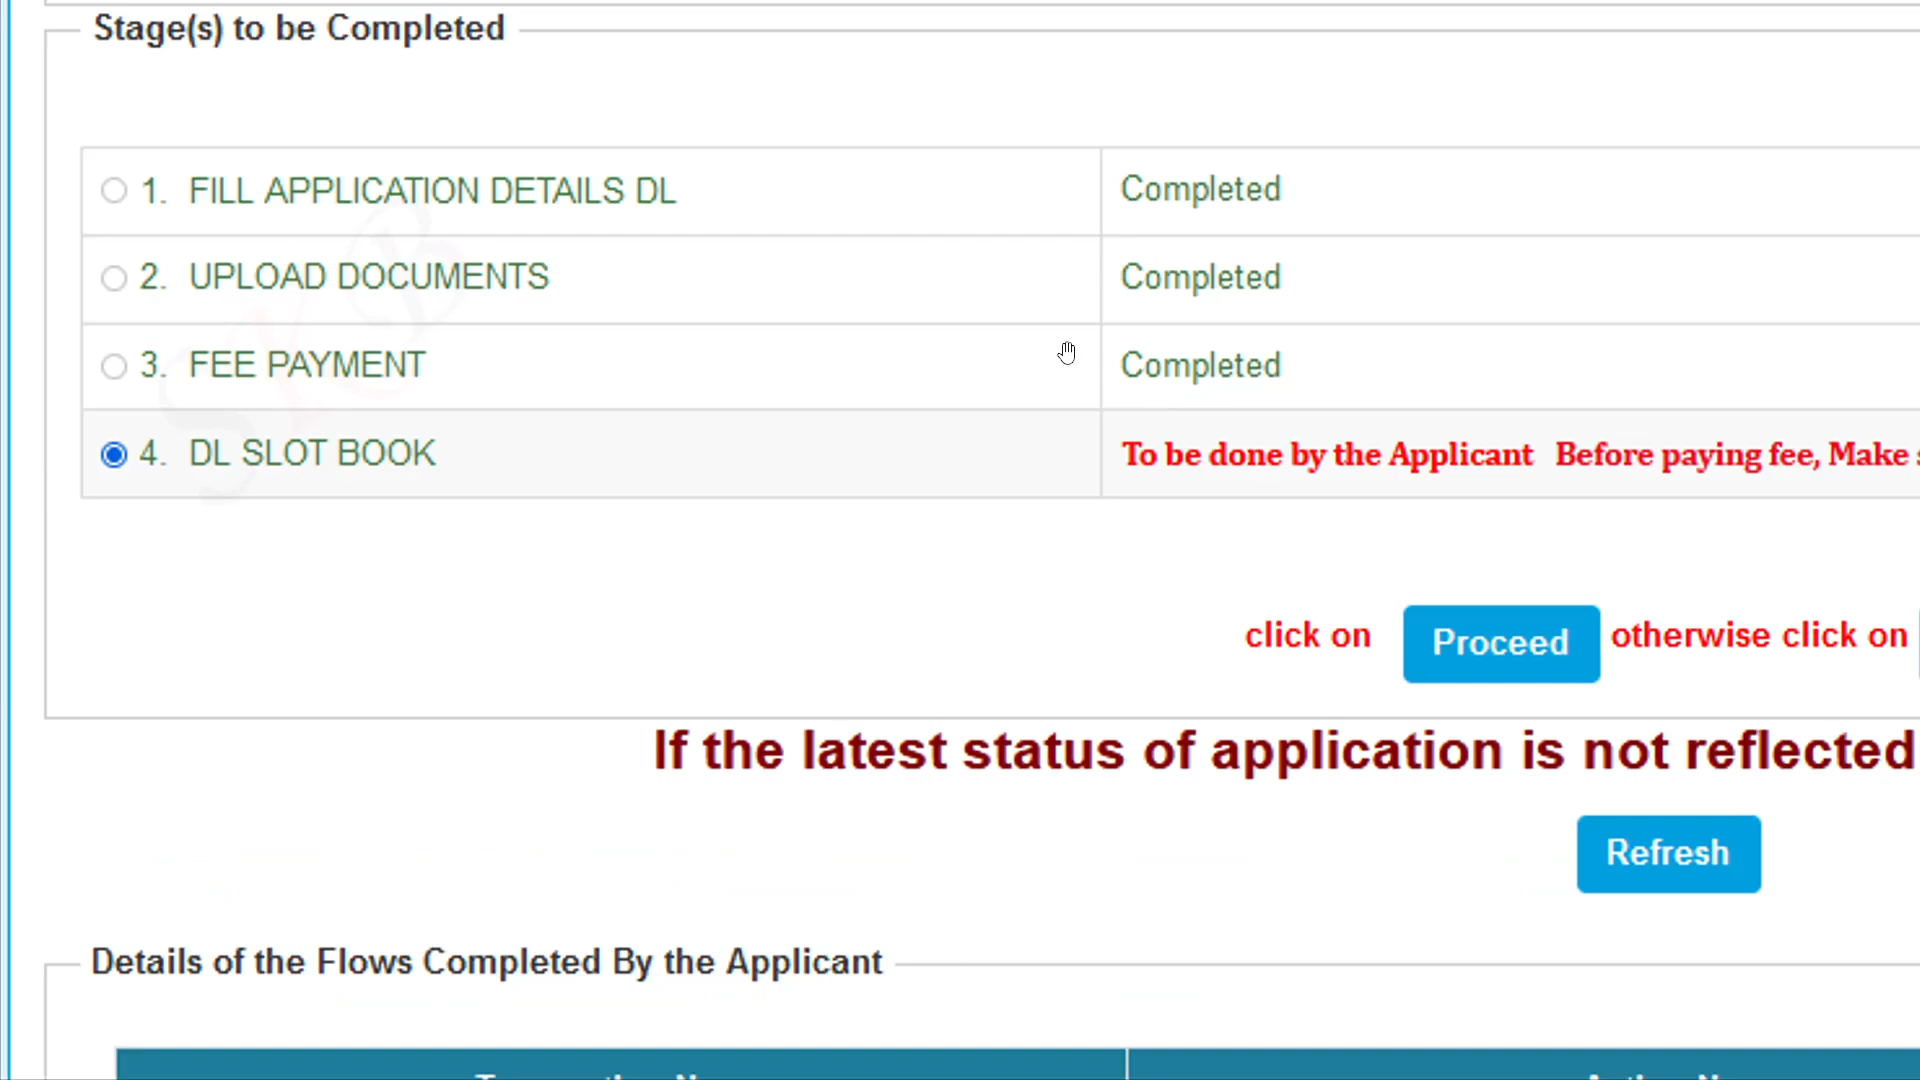 Stage(s) to be Completed
1. FILL APPLICATION DETAILS DL Completed
2. UPLOAD DOCUMENTS Completed
3. FEE PAYMENT Completed
4. DL SLOT BOOK To be done by the Applicant Before paying fee, Make
click on Proceed otherwise click on
If the latest status of application is not reflected
Refresh
Details of the Flows Completed By the Applicant
SKB